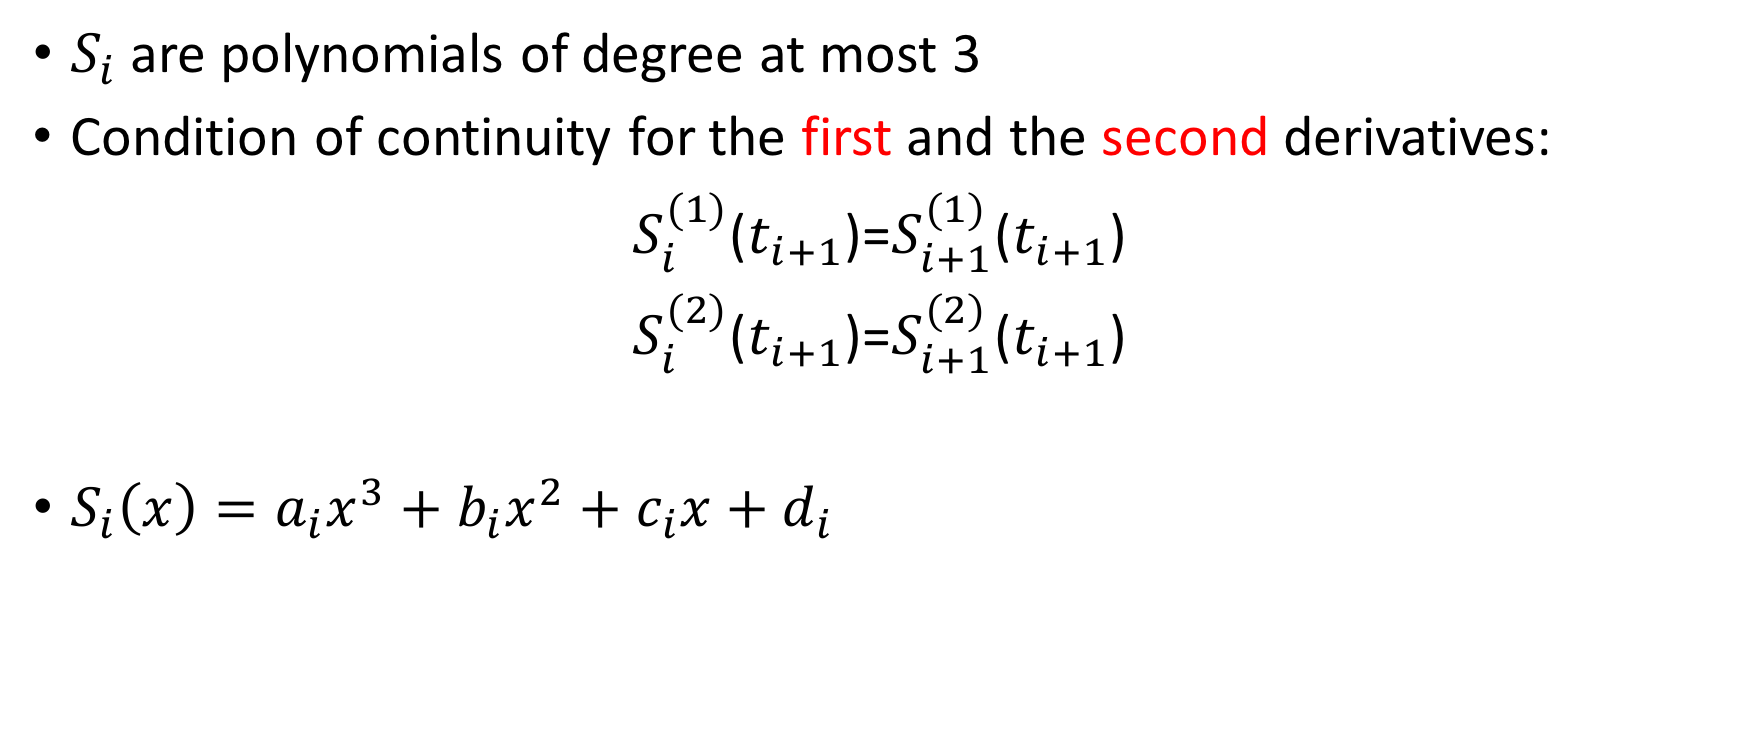 • $S_i$ are polynomials of degree at most 3
• Condition of continuity for the first and the second derivatives:
$S_i^{(1)}(t_{i+1})=S_{i+1}^{(1)}(t_{i+1})$
$S_i^{(2)}(t_{i+1})=S_{i+1}^{(2)}(t_{i+1})$
• $S_i(x) = a_i x^3 + b_i x^2 + c_i x + d_i$